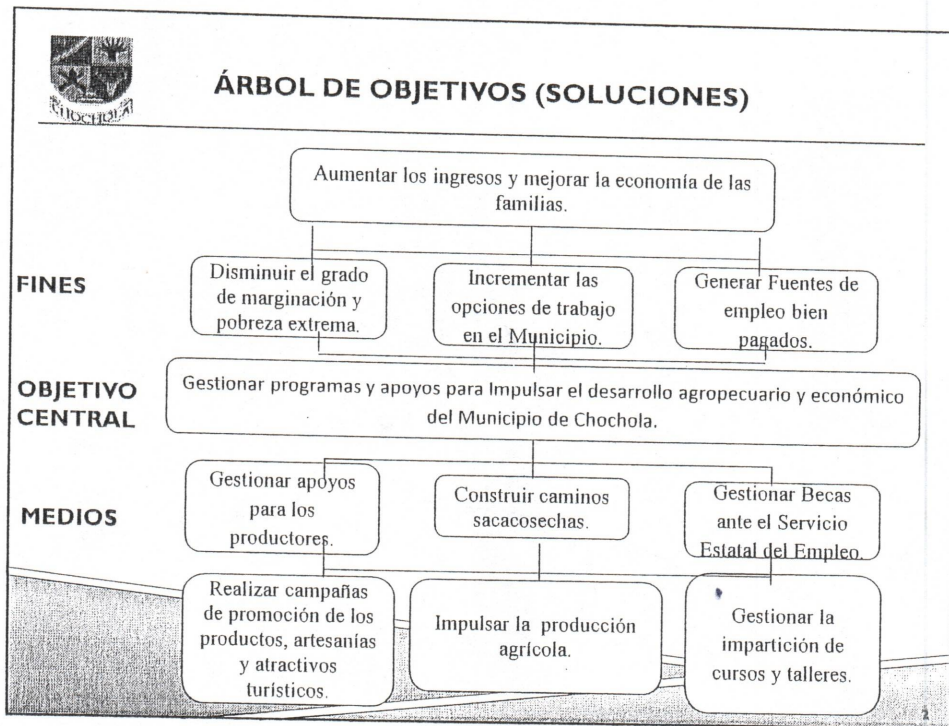 CHOCHOLA
ÁRBOL DE OBJETIVOS (SOLUCIONES)
Aumentar los ingresos y mejorar la economía de las
familias.
FINES
Disminuir el grado
de marginación y
pobreza extrema.
Incrementar las
opciones de trabajo
en el Municipio.
Generar Fuentes de
empleo bien
pagados.
OBJETIVO
CENTRAL
Gestionar programas y apoyos para Impulsar el desarrollo agropecuario y económico
del Municipio de Chochola.
MEDIOS
Gestionar apoyos
para los
productores.
Construir caminos
sacacosechas.
Gestionar Becas
ante el Servicio
Estatal del Empleo.
Realizar campañas
de promoción de los
productos, artesanías
y atractivos
turísticos.
Impulsar la producción
agrícola.
Gestionar la
impartición de
cursos y talleres.
2